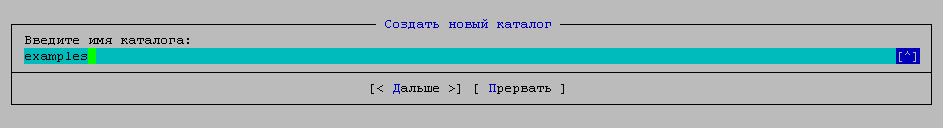 Создать новый каталог
Введите имя каталога:
examples [^]
[< Дальше >] [ Прервать ]